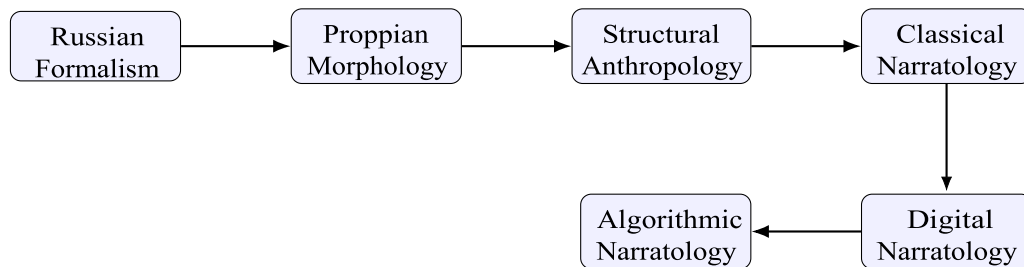 Russian
Formalism
Proppian
Morphology
Structural
Anthropology
Classical
Narratology
Digital
Narratology
Algorithmic
Narratology